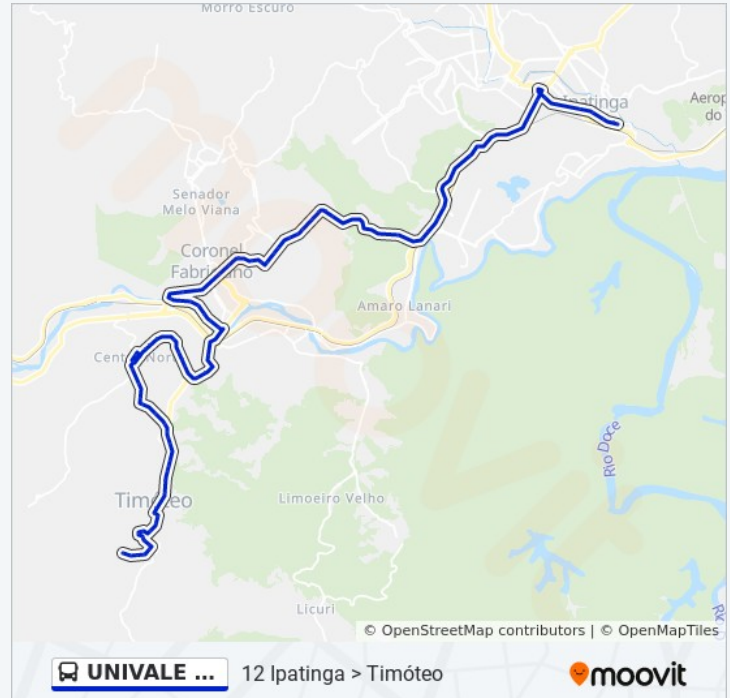 Morro Escuro
Ipatinga
Aerop
do
Senador
Melo Viana
Coronel
Fabriciano
Amaro Lanari
Centro Norte
Rio Doce
Timóteo
Limoeiro Velho
Licuri
© OpenStreetMap contributors | © OpenMapTiles
UNIVALE ...
12 Ipatinga > Timóteo
moovit